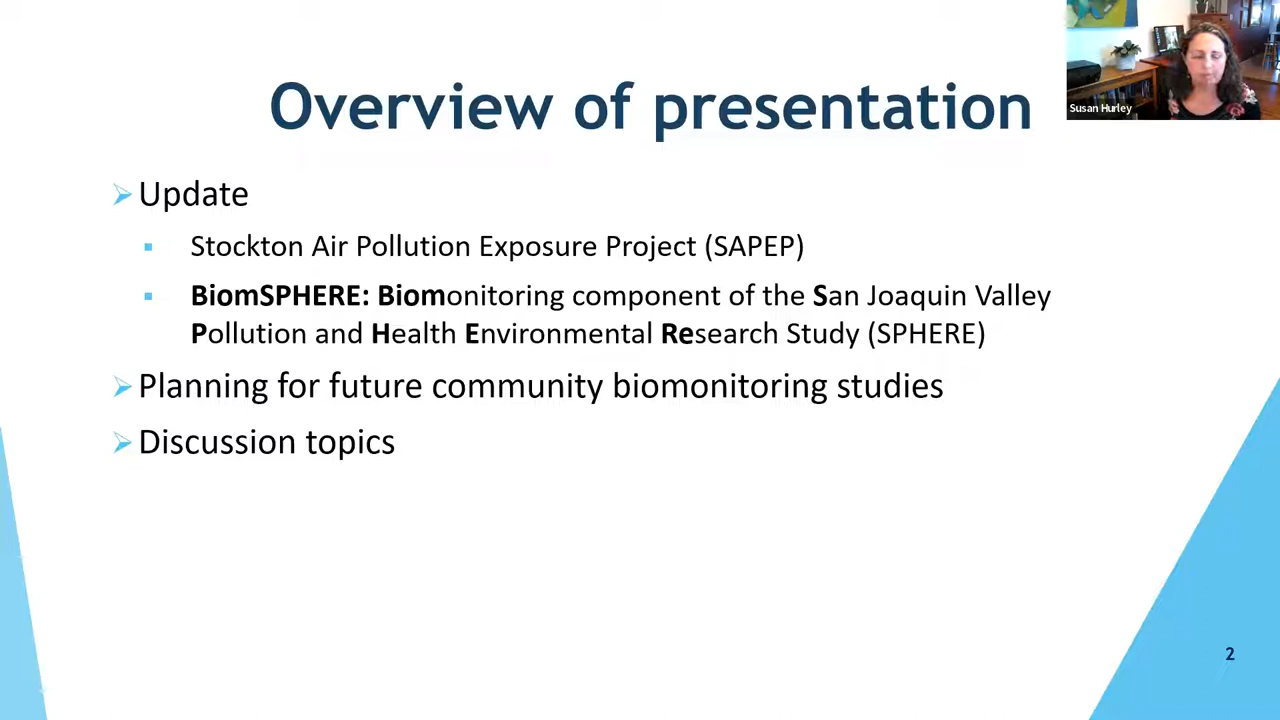 Overview of presentation
Susan Hurley
Update
Stockton Air Pollution Exposure Project (SAPEP)
BiomSPHERE: Biomonitoring component of the San Joaquin Valley
Pollution and Health Environmental Research Study (SPHERE)
Planning for future community biomonitoring studies
Discussion topics
2